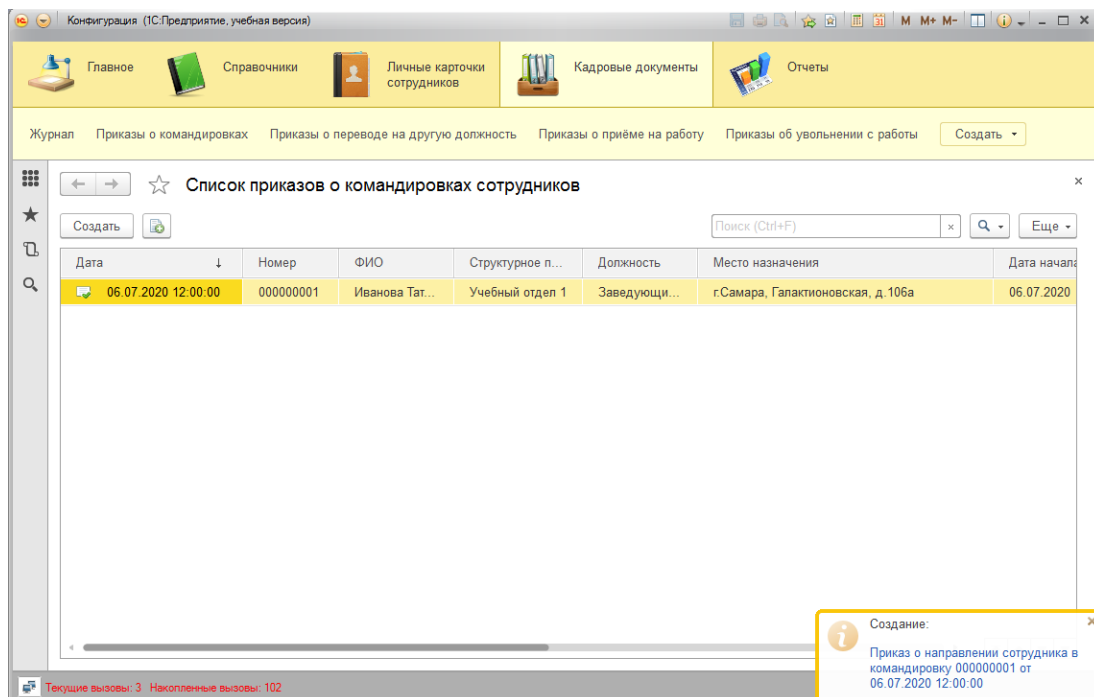 Конфигурация (1С:Предприятие, учебная версия)
M M+ M-
Главное
Справочники
Личные карточки
сотрудников
Кадровые документы
Отчеты
Журнал Приказы о командировках Приказы о переводе на другую должность Приказы о приёме на работу Приказы об увольнении с работы Создать
Список приказов о командировках сотрудников
Создать
Поиск (Ctrl+F)
Еще
Дата Номер ФИО Структурное п... Должность Место назначения Дата начала
06.07.2020 12:00:00 000000001 Иванова Тат... Учебный отдел 1 Заведующи... г.Самара, Галактионовская, д.106а 06.07.2020
Создание:
Приказ о направлении сотрудника в
командировку 000000001 от
06.07.2020 12:00:00
Текущие вызовы: 3 Накопленные вызовы: 102